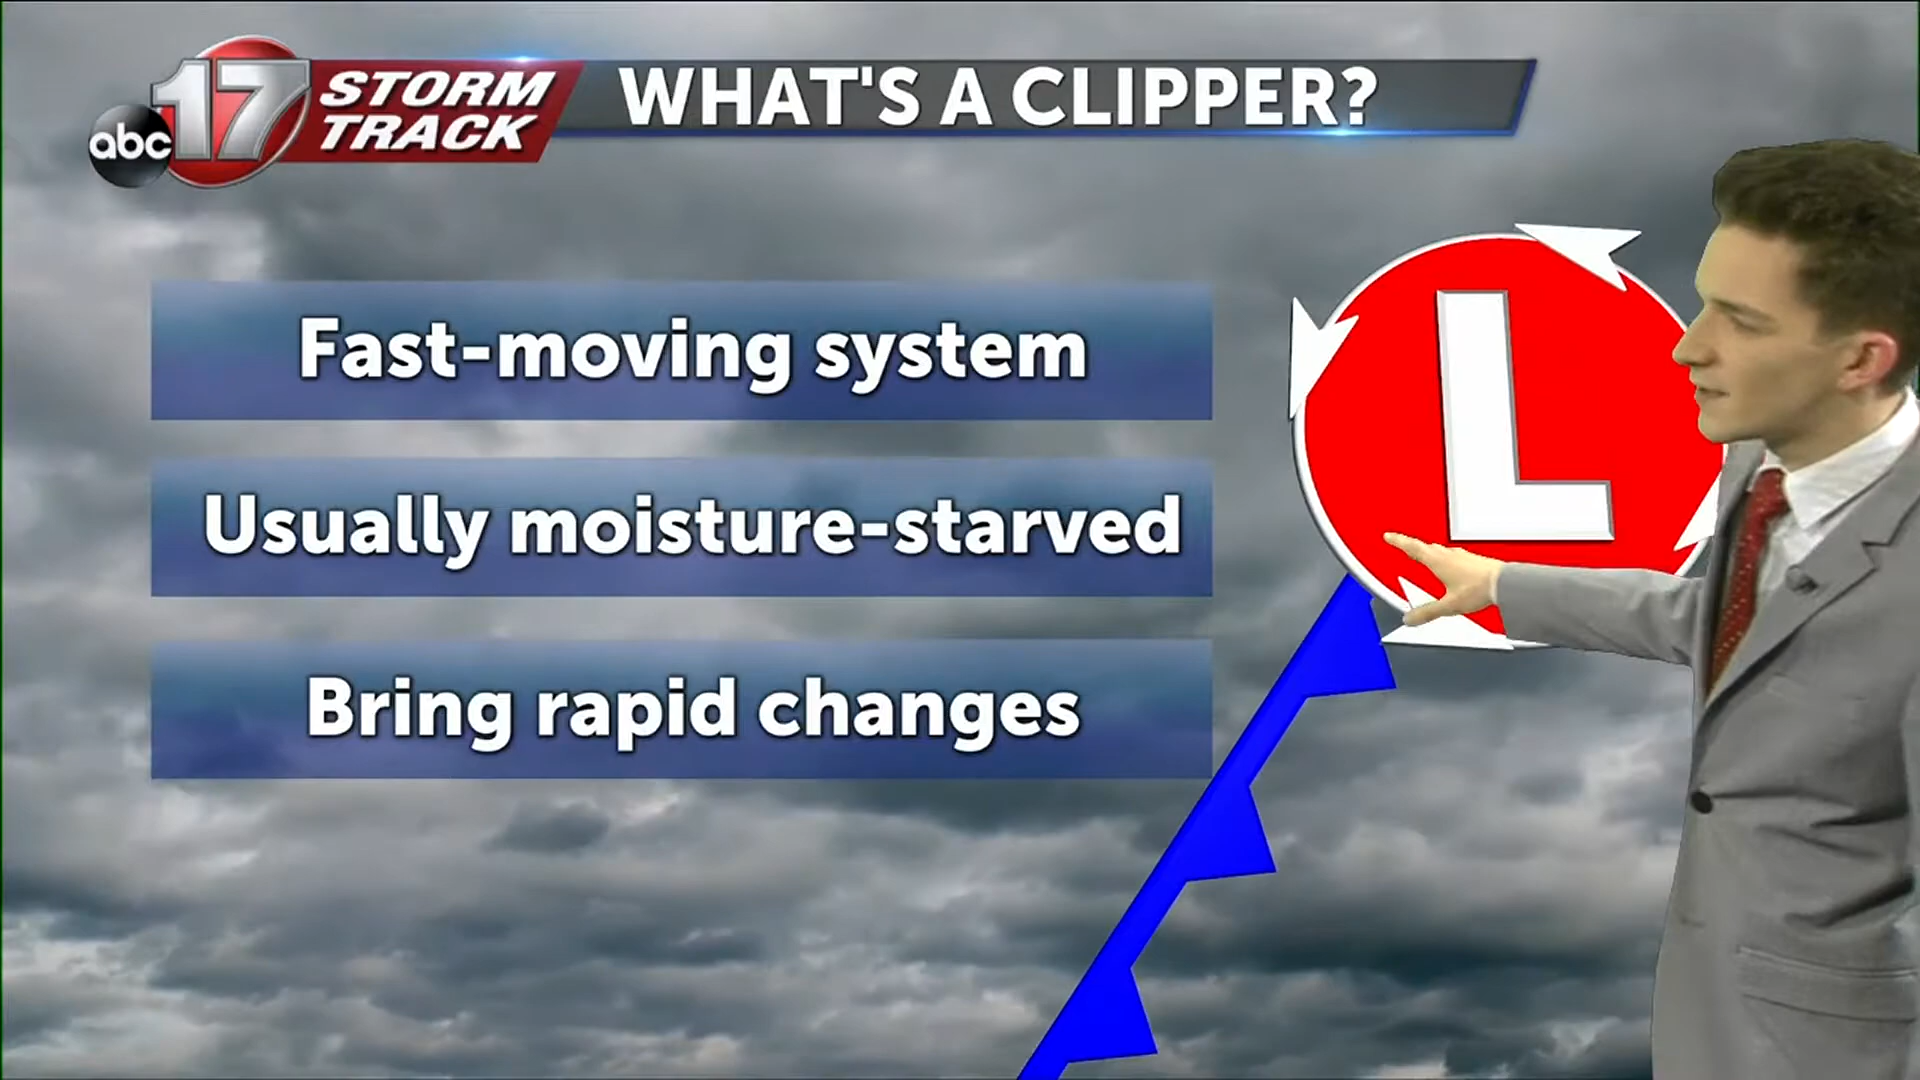 abc
17
STORM
TRACK
WHAT'S A CLIPPER?
Fast-moving system
Usually moisture-starved
Bring rapid changes
L